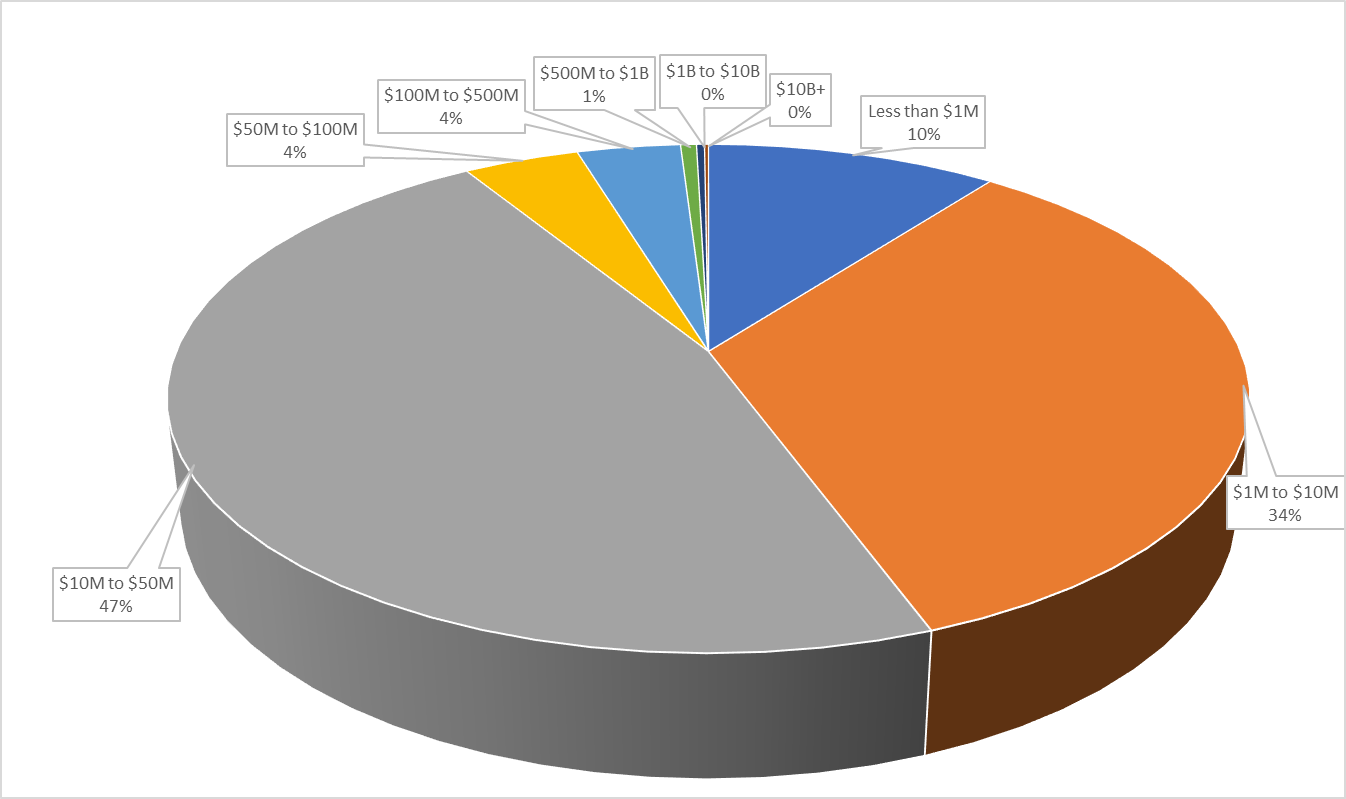 $500M to $1B
1%
$1B to $10B
0%
$10B+
0%
$100M to $500M
4%
Less than $1M
10%
$50M to $100M
4%
$1M to $10M
34%
$10M to $50M
47%